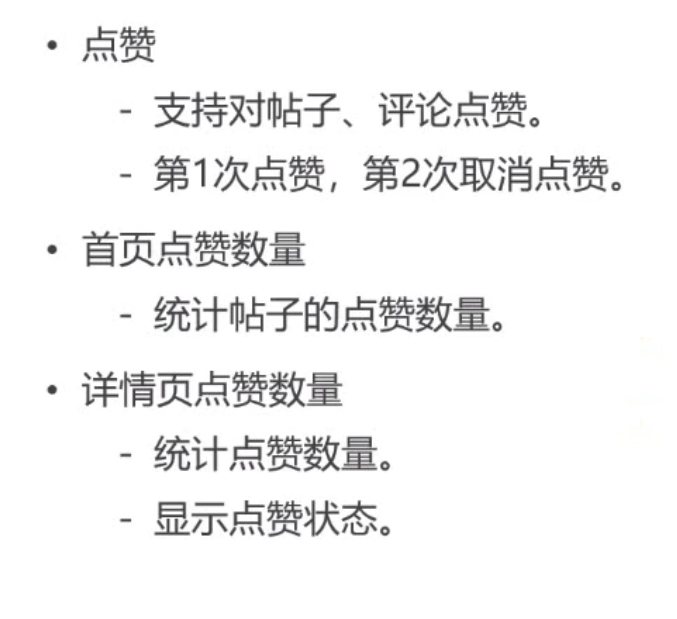 • 点赞
- 支持对帖子、评论点赞。
- 第1次点赞，第2次取消点赞。
• 首页点赞数量
- 统计帖子的点赞数量。
• 详情页点赞数量
- 统计点赞数量。
- 显示点赞状态。